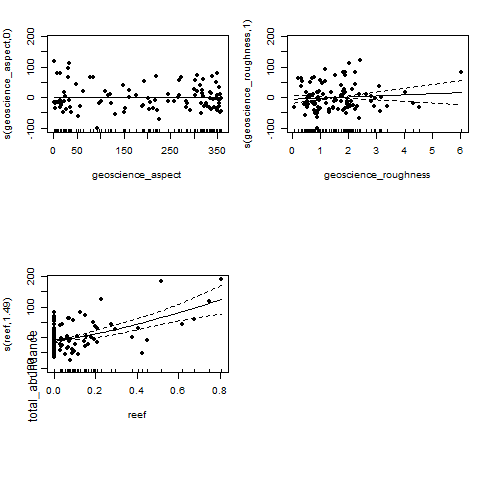 s(geoscience_aspect,0)
200
100
0
-100
0 50 150 250 350
geoscience_aspect
s(geoscience_roughness,1)
200
100
0
-100
0 1 2 3 4 5 6
geoscience_roughness
s(reef,1.49)
total_abundance
200
100
0
-100
0.0 0.2 0.4 0.6 0.8
reef